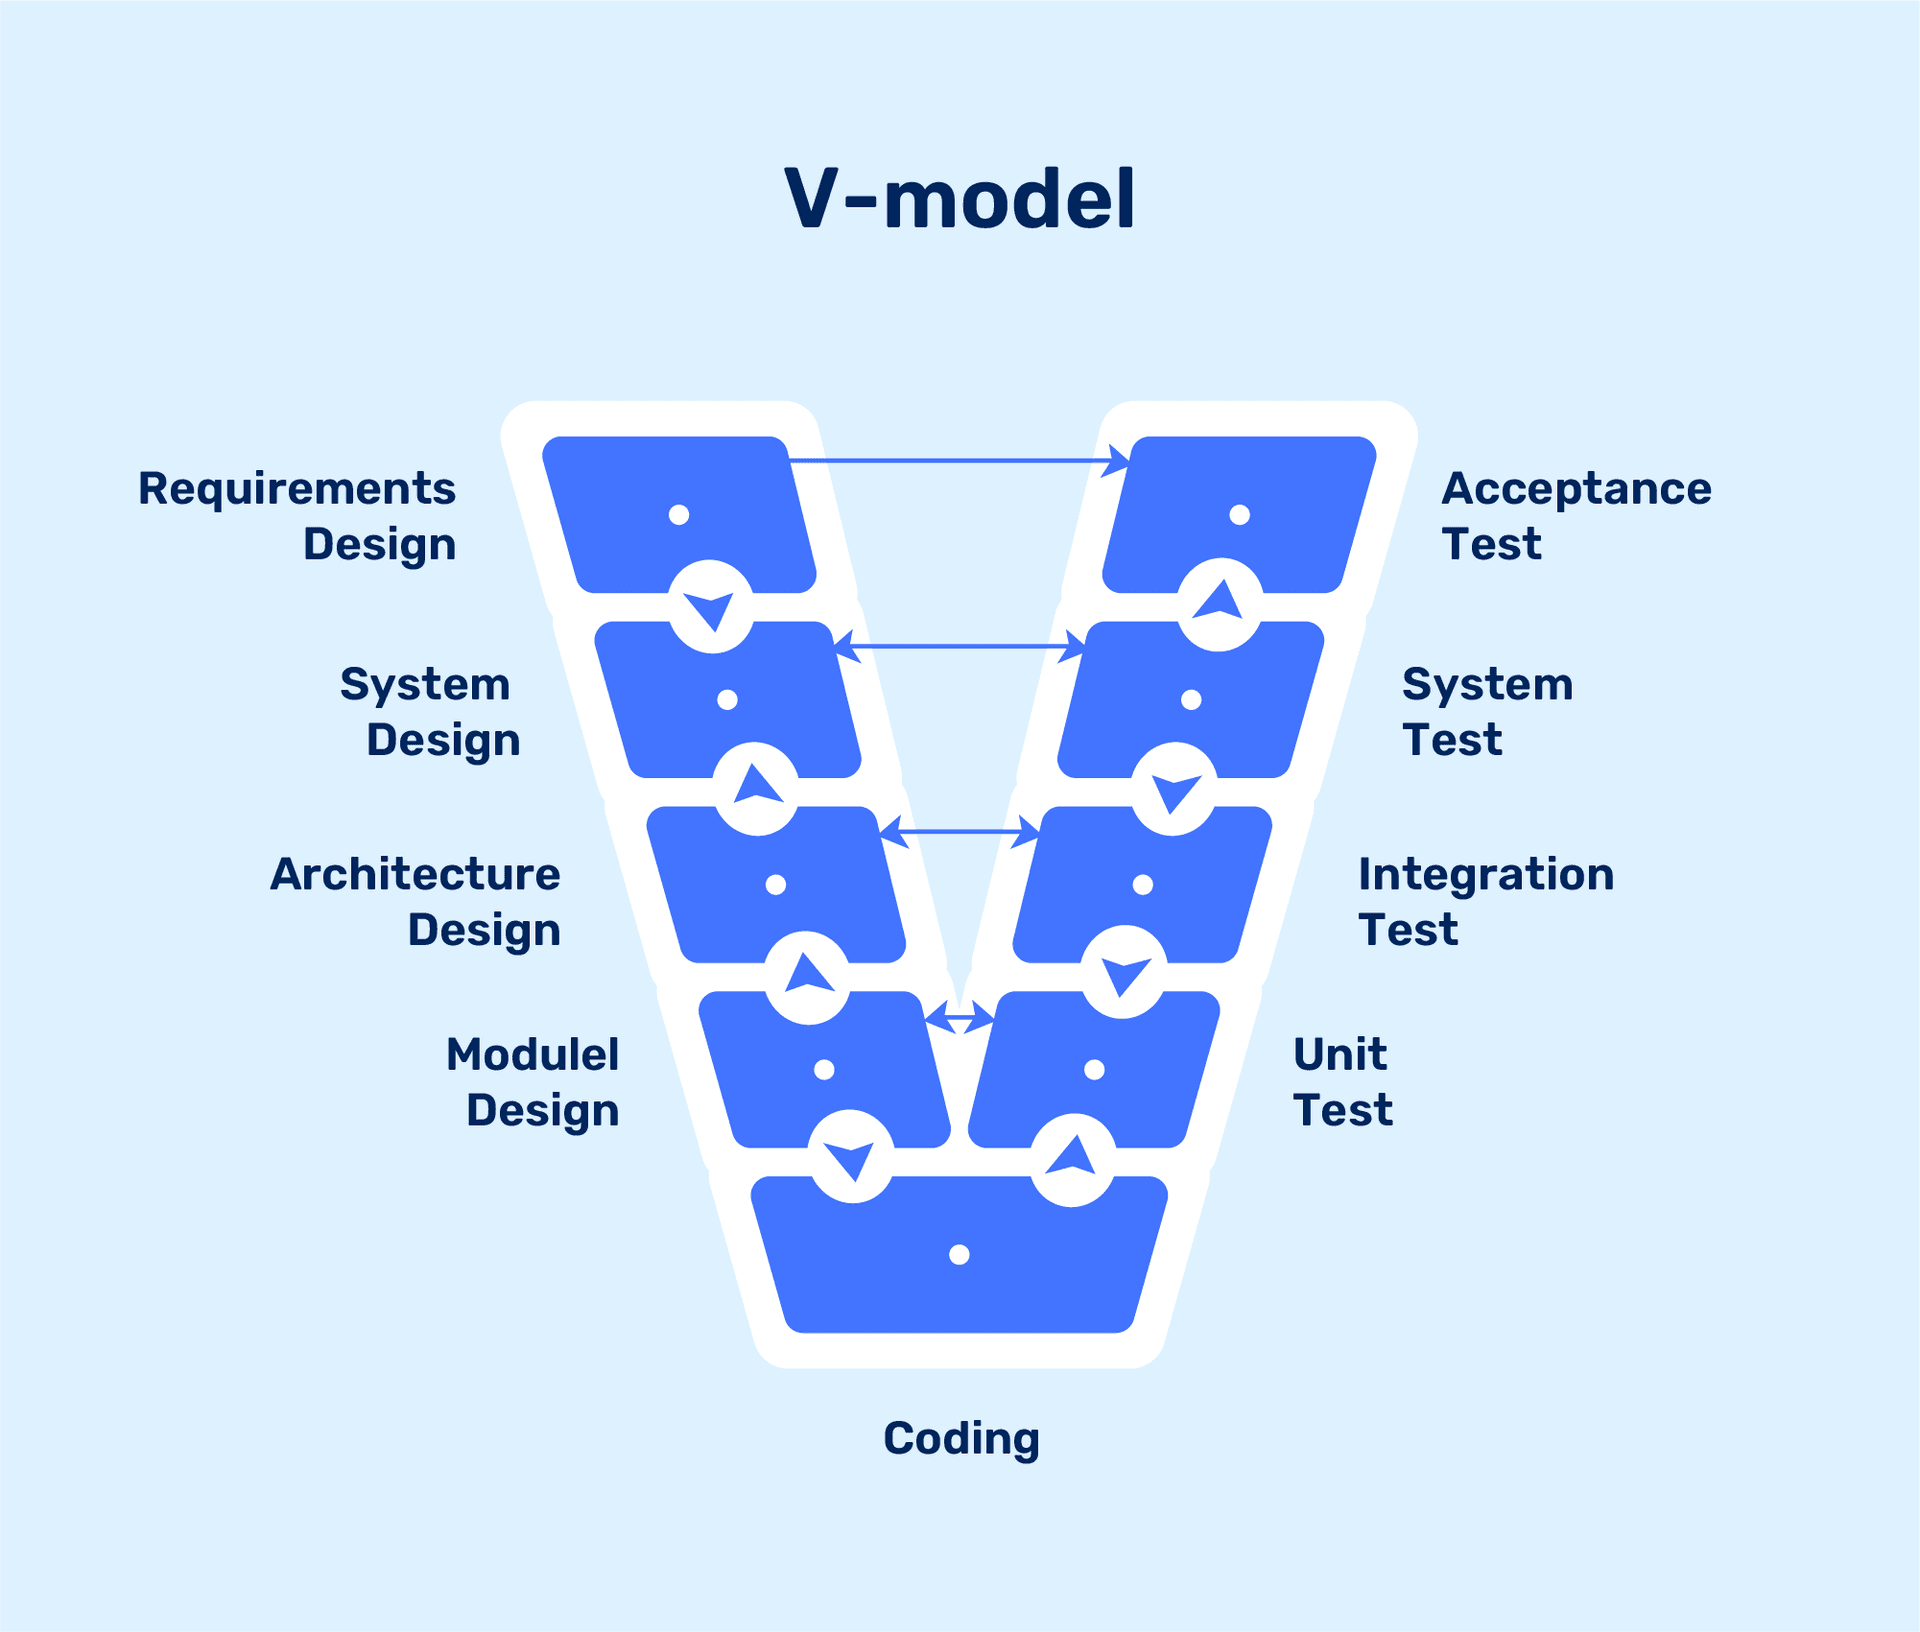 V-model
Requirements
Design
Acceptance
Test
System
Design
System
Test
Architecture
Design
Integration
Test
Modulel
Design
Unit
Test
Coding